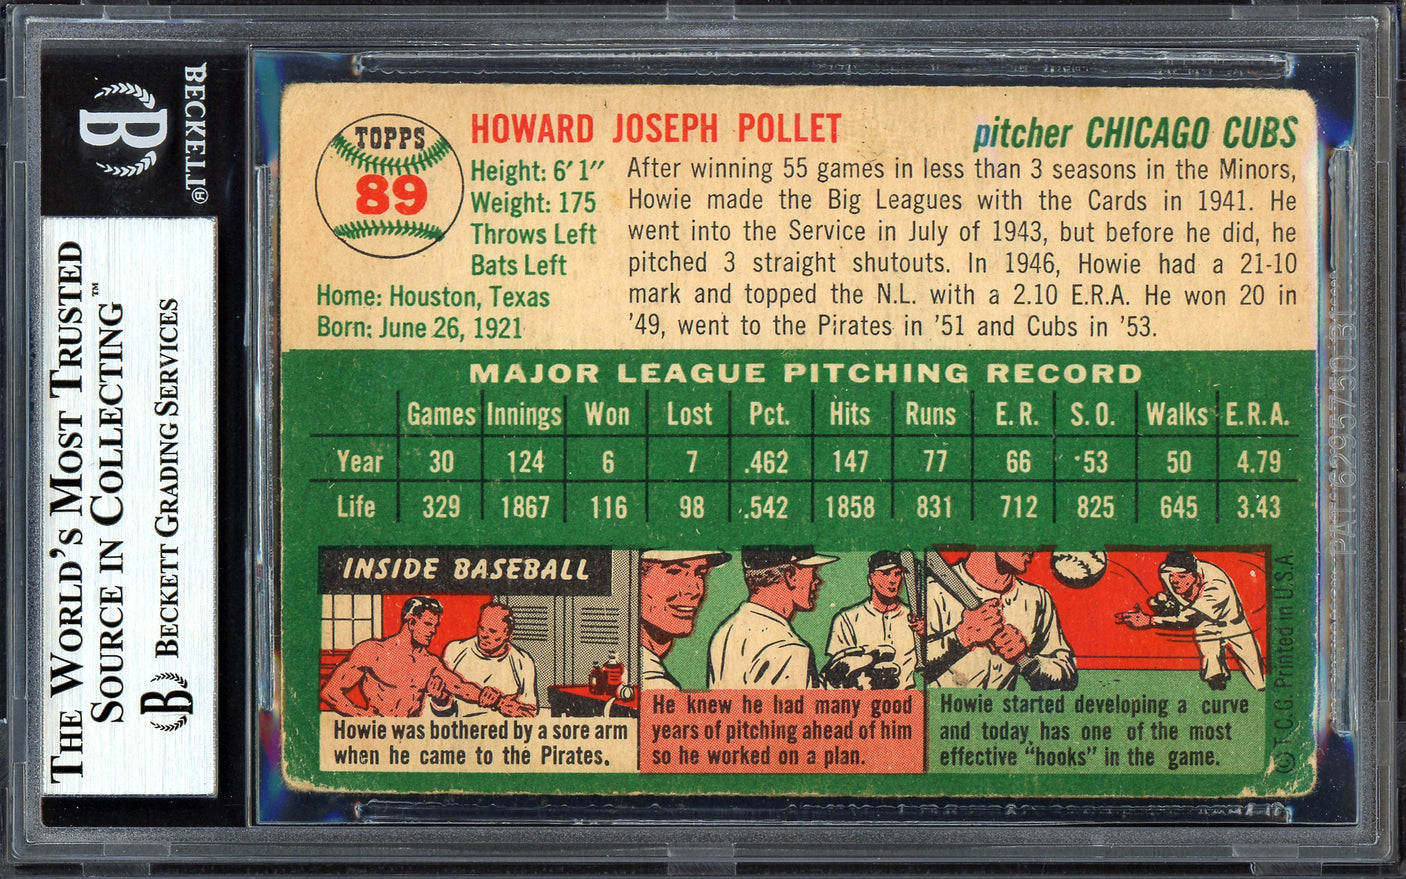 BECKETT®
B
THE WORLD'S MOST TRUSTED
SOURCE IN COLLECTING™
B BECKETT GRADING SERVICES
TOPPS
89
HOWARD JOSEPH POLLET
pitcher CHICAGO CUBS
Height: 6' 1"
Weight: 175
Throws Left
Bats Left
Home: Houston, Texas
Born: June 26, 1921
After winning 55 games in less than 3 seasons in the Minors,
Howie made the Big Leagues with the Cards in 1941. He
went into the Service in July of 1943, but before he did, he
pitched 3 straight shutouts. In 1946, Howie had a 21-10
mark and topped the N.L. with a 2.10 E.R.A. He won 20 in
'49, went to the Pirates in '51 and Cubs in '53.
MAJOR LEAGUE PITCHING RECORD
Games Innings Won Lost Pct. Hits Runs E. R. S. O. Walks E.R.A.
Year 30 124 6 7 .462 147 77 66 53 50 4.79
Life 329 1867 116 98 .542 1858 831 712 825 645 3.43
INSIDE BASEBALL
Howie was bothered by a sore arm
when he came to the Pirates.
He knew he had many good
years of pitching ahead of him
so he worked on a plan.
Howie started developing a curve
and today has one of the most
effective "hooks" in the game.
© T. C. G. Printed in U.S.A.
PAT. 6295750 B1